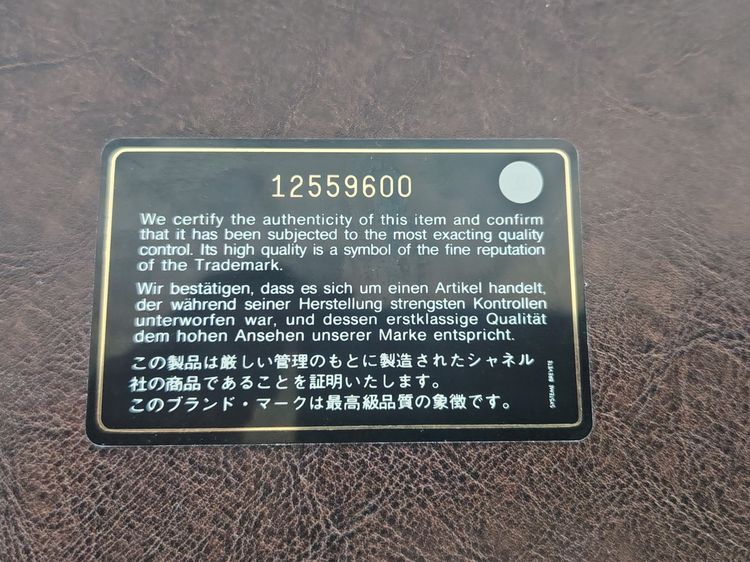 12559600
We certify the authenticity of this item and confirm
that it has been subjected to the most exacting quality
control. Its high quality is a symbol of the fine reputation
of the Trademark.
Wir bestätigen, dass es sich um einen Artikel handelt,
der während seiner Herstellung strengsten Kontrollen
unterworfen war, und dessen erstklassige Qualität
dem hohen Ansehen unserer Marke entspricht.
この製品は厳しい管理のもとに製造されたシャネル
社の商品であることを証明いたします。
このブランド・マークは最高級品質の象徴です。
SYSTEME BREVETE